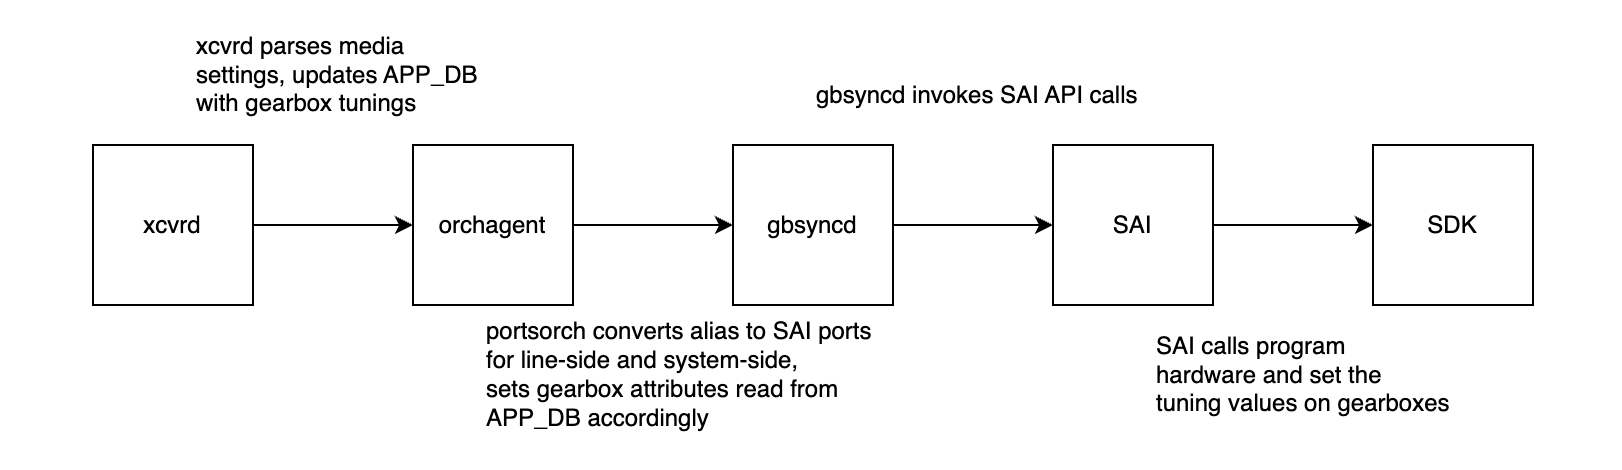 xcvrd parses media
settings, updates APP_DB
with gearbox tunings
gbsyncd invokes SAI API calls
xcvrd
orchagent
gbsyncd
SAI
SDK
portsorch converts alias to SAI ports
for line-side and system-side,
sets gearbox attributes read from
APP_DB accordingly
SAI calls program
hardware and set the
tuning values on gearboxes